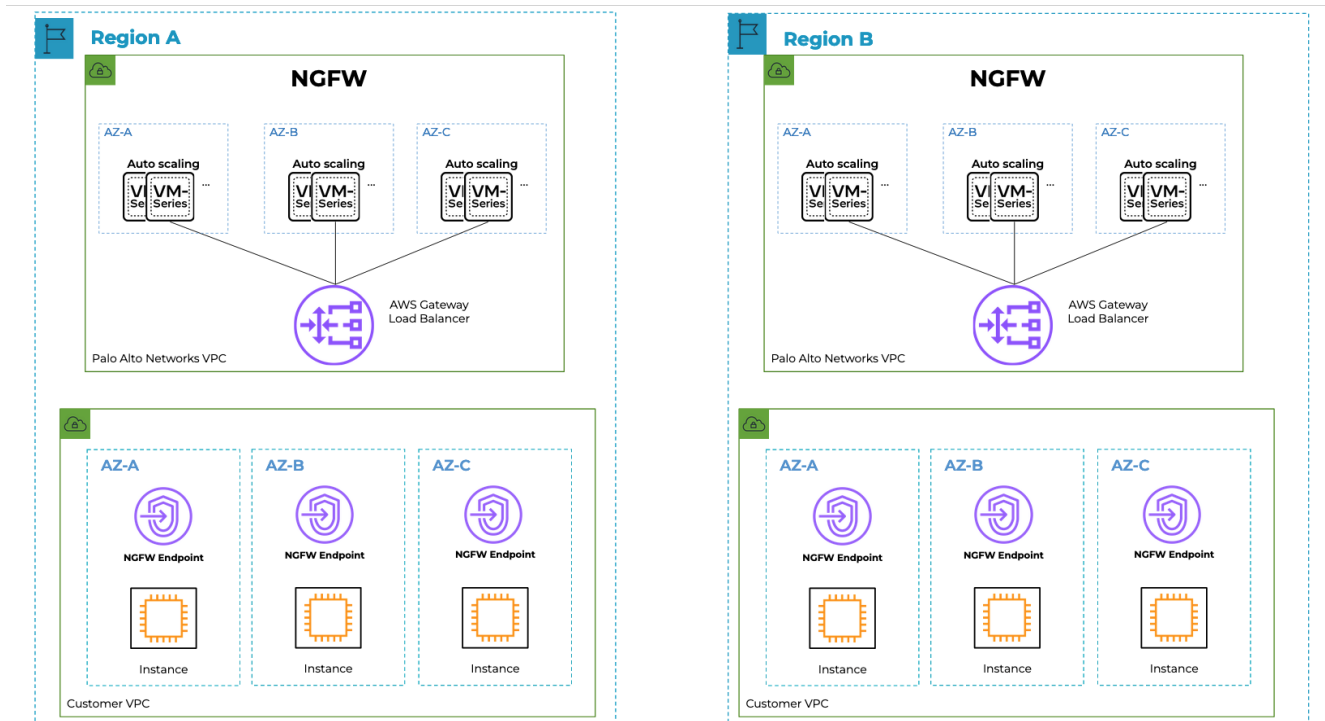 Region A
NGFW
AZ-A
AZ-B
AZ-C
Auto scaling
Auto scaling
Auto scaling
VM-
Series
...
VM-
Series
...
VM-
Series
...
AWS Gateway
Load Balancer
Palo Alto Networks VPC
AZ-A
AZ-B
AZ-C
NGFW Endpoint
NGFW Endpoint
NGFW Endpoint
Instance
Instance
Instance
Customer VPC
Region B
NGFW
AZ-A
AZ-B
AZ-C
Auto scaling
Auto scaling
Auto scaling
VM-
Series
...
VM-
Series
...
VM-
Series
...
AWS Gateway
Load Balancer
Palo Alto Networks VPC
AZ-A
AZ-B
AZ-C
NGFW Endpoint
NGFW Endpoint
NGFW Endpoint
Instance
Instance
Instance
Customer VPC